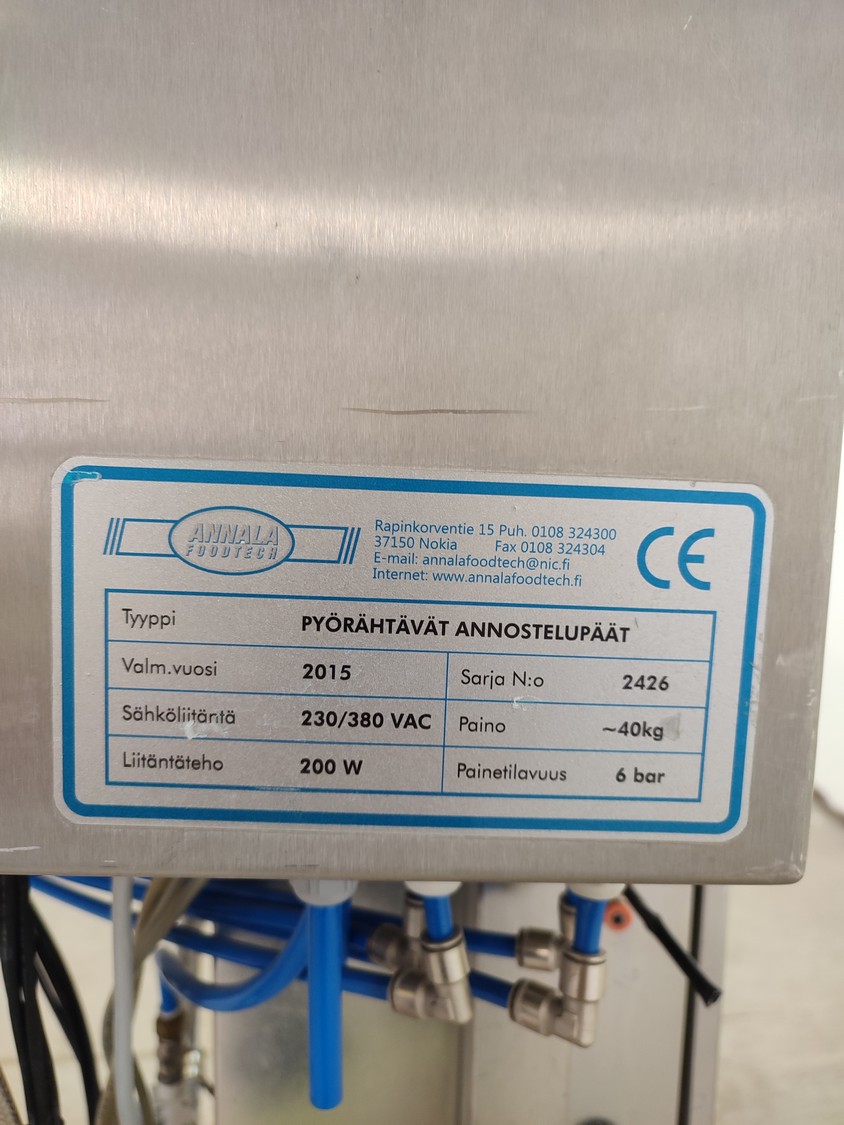 ANNALA
FOODTECH
Rapinkorventie 15 Puh. 0108 324300
37150 Nokia Fax 0108 324304
E-mail: annalafoodtech@nic.fi
Internet: www.annalafoodtech.fi
CE
Tyyppi PYÖRÄHTÄVÄT ANNOSTELUPÄÄT
Valm.vuosi 2015 Sarja N:o 2426
Sähköliitäntä 230/380 VAC Paino ~40kg
Liitäntäteho 200 W Painetilavuus 6 bar